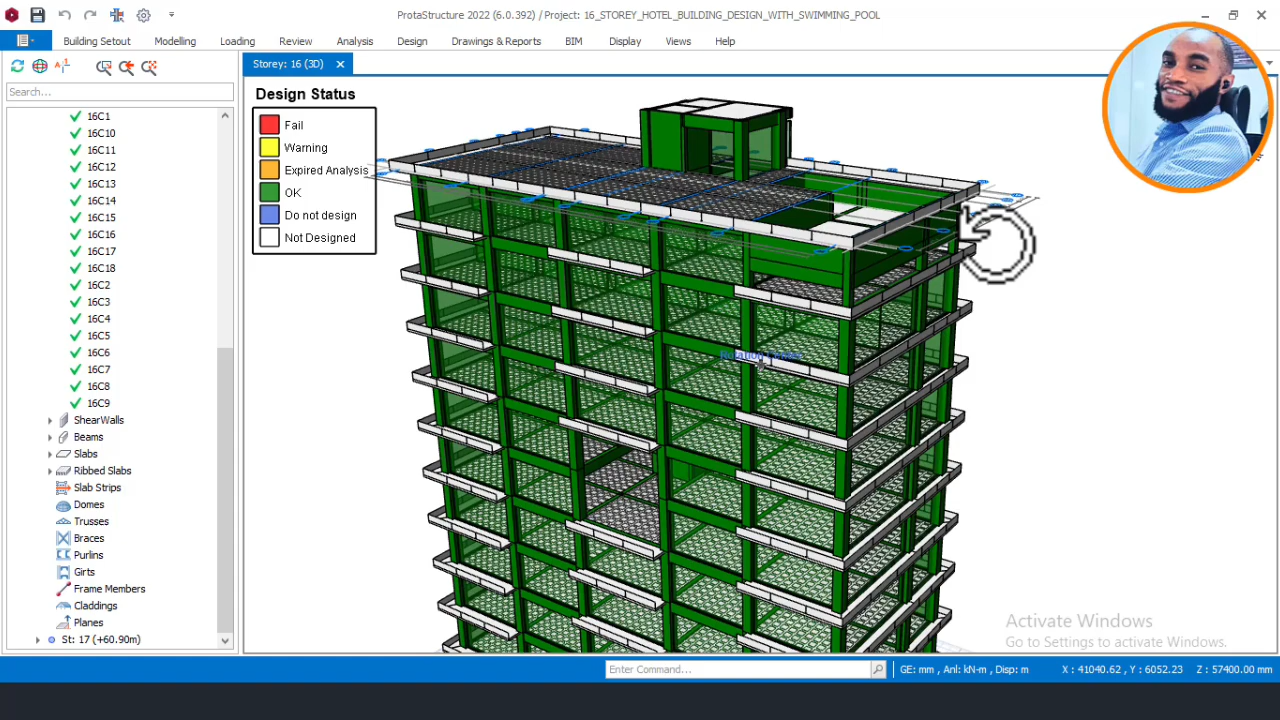 ProtaStructure 2022 (6.0.392) / Project: 16_STOREY_HOTEL_BUILDING_DESIGN_WITH_SWIMMING_POOL
Building Setout Modelling Loading Review Analysis Design Drawings & Reports BIM Display Views Help
Storey: 16 (3D)
Search...
16C1
16C10
16C11
16C12
16C13
16C14
16C15
16C16
16C17
16C18
16C2
16C3
16C4
16C5
16C6
16C7
16C8
16C9
ShearWalls
Beams
Slabs
Ribbed Slabs
Slab Strips
Domes
Trusses
Braces
Purlins
Girts
Frame Members
Claddings
Planes
St: 17 (+60.90m)
Design Status
Fail
Warning
Expired Analysis
OK
Do not design
Not Designed
Rotation Center
Activate Windows
Go to Settings to activate Windows.
Enter Command...
GE: mm , Anl: kN-m , Disp: m
X : 41040.62 , Y : 6052.23
Z : 57400.00 mm